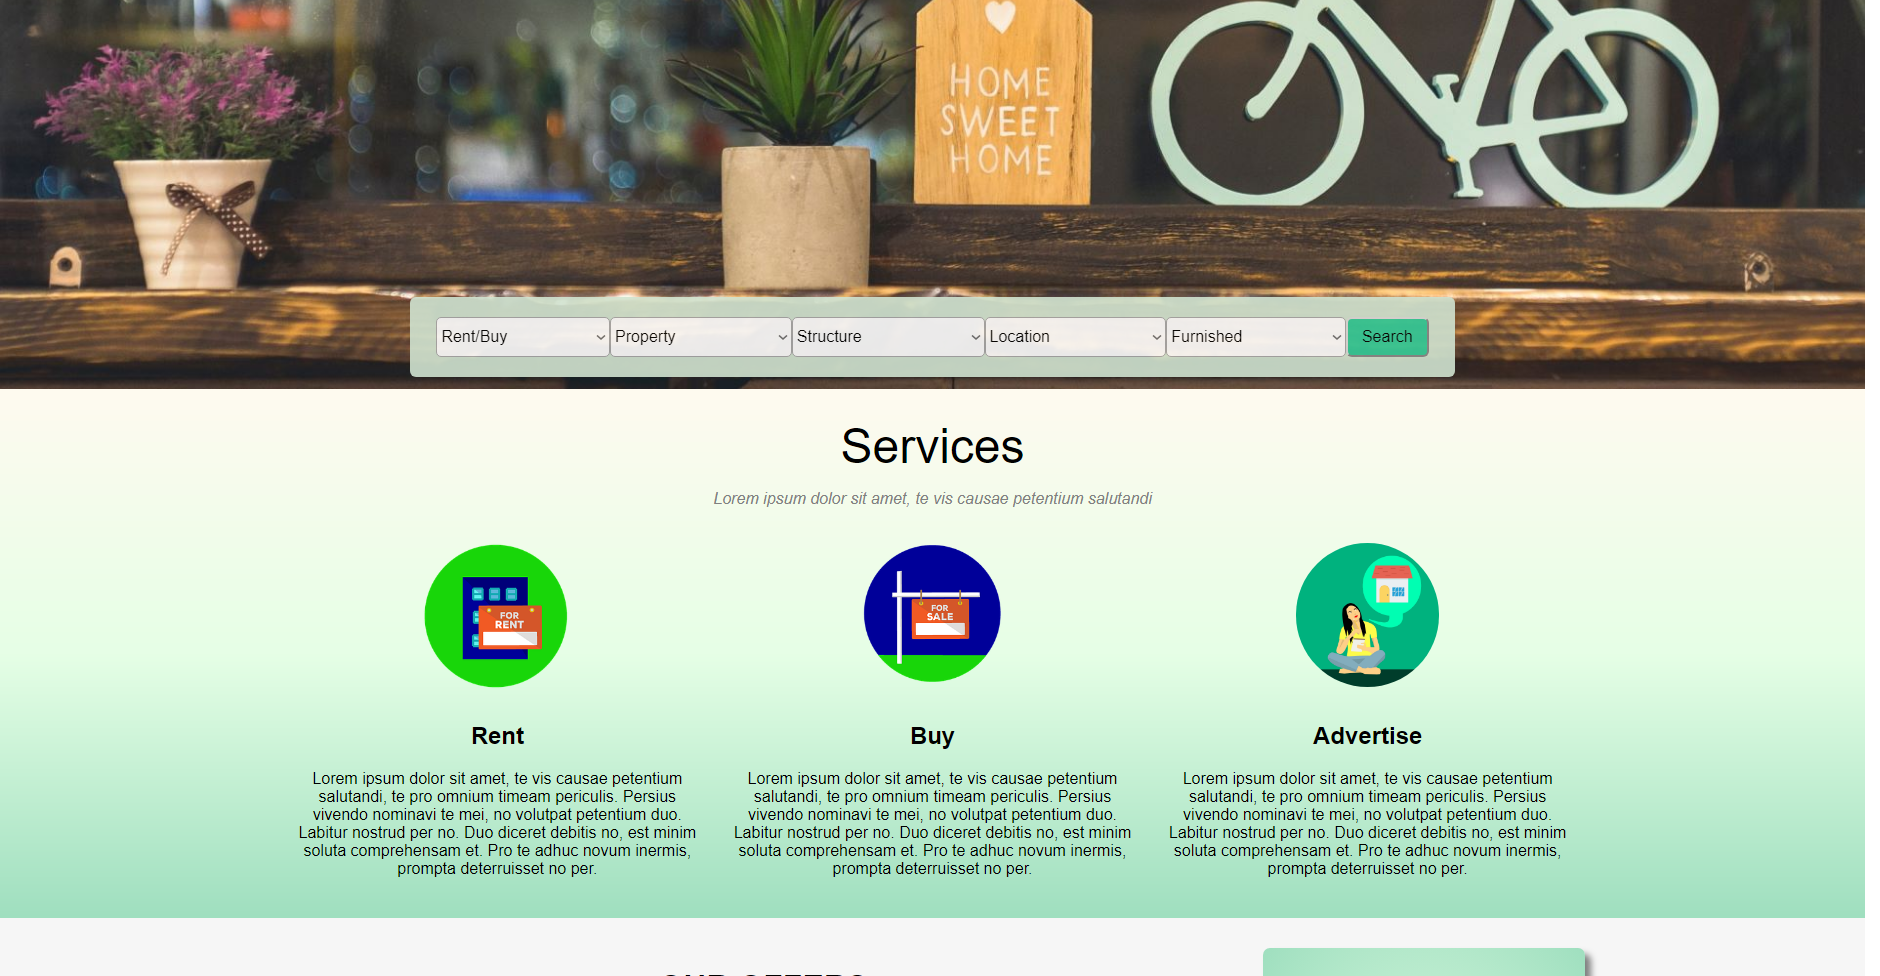 HOME
SWEET
HOME
Rent/Buy Property Structure Location Furnished Search
Services
Lorem ipsum dolor sit amet, te vis causae petentium salutandi
FOR
RENT
FOR
SALE
Rent
Buy
Advertise
Lorem ipsum dolor sit amet, te vis causae petentium
salutandi, te pro omnium timeam periculis. Persius
vivendo nominavi te mei, no volutpat petentium duo.
Labitur nostrud per no. Duo diceret debitis no, est minim
soluta comprehensam et. Pro te adhuc novum inermis,
prompta deterruisset no per.
Lorem ipsum dolor sit amet, te vis causae petentium
salutandi, te pro omnium timeam periculis. Persius
vivendo nominavi te mei, no volutpat petentium duo.
Labitur nostrud per no. Duo diceret debitis no, est minim
soluta comprehensam et. Pro te adhuc novum inermis,
prompta deterruisset no per.
Lorem ipsum dolor sit amet, te vis causae petentium
salutandi, te pro omnium timeam periculis. Persius
vivendo nominavi te mei, no volutpat petentium duo.
Labitur nostrud per no. Duo diceret debitis no, est minim
soluta comprehensam et. Pro te adhuc novum inermis,
prompta deterruisset no per.